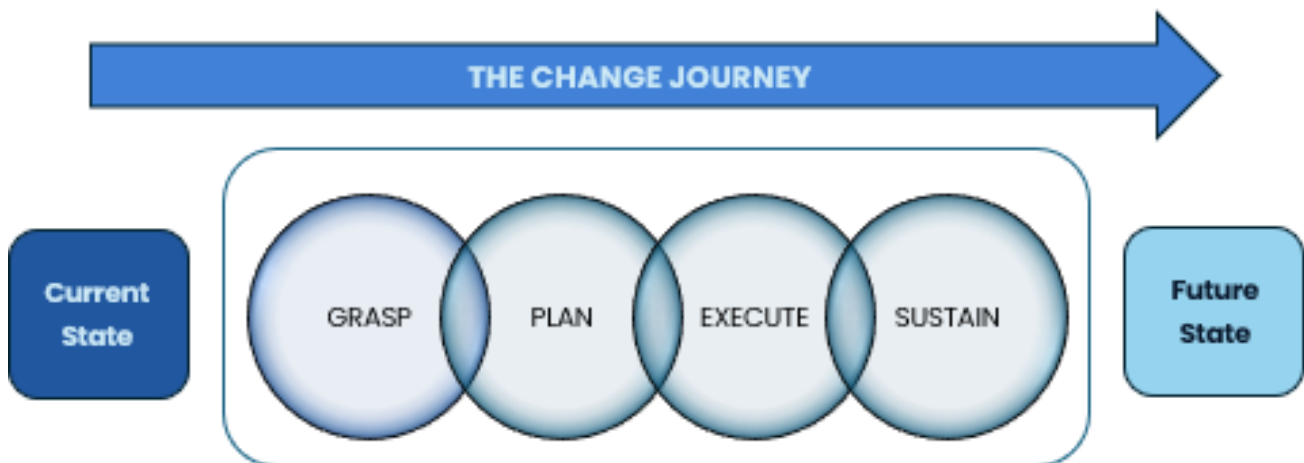 THE CHANGE JOURNEY
Current
State
GRASP
PLAN
EXECUTE
SUSTAIN
Future
State